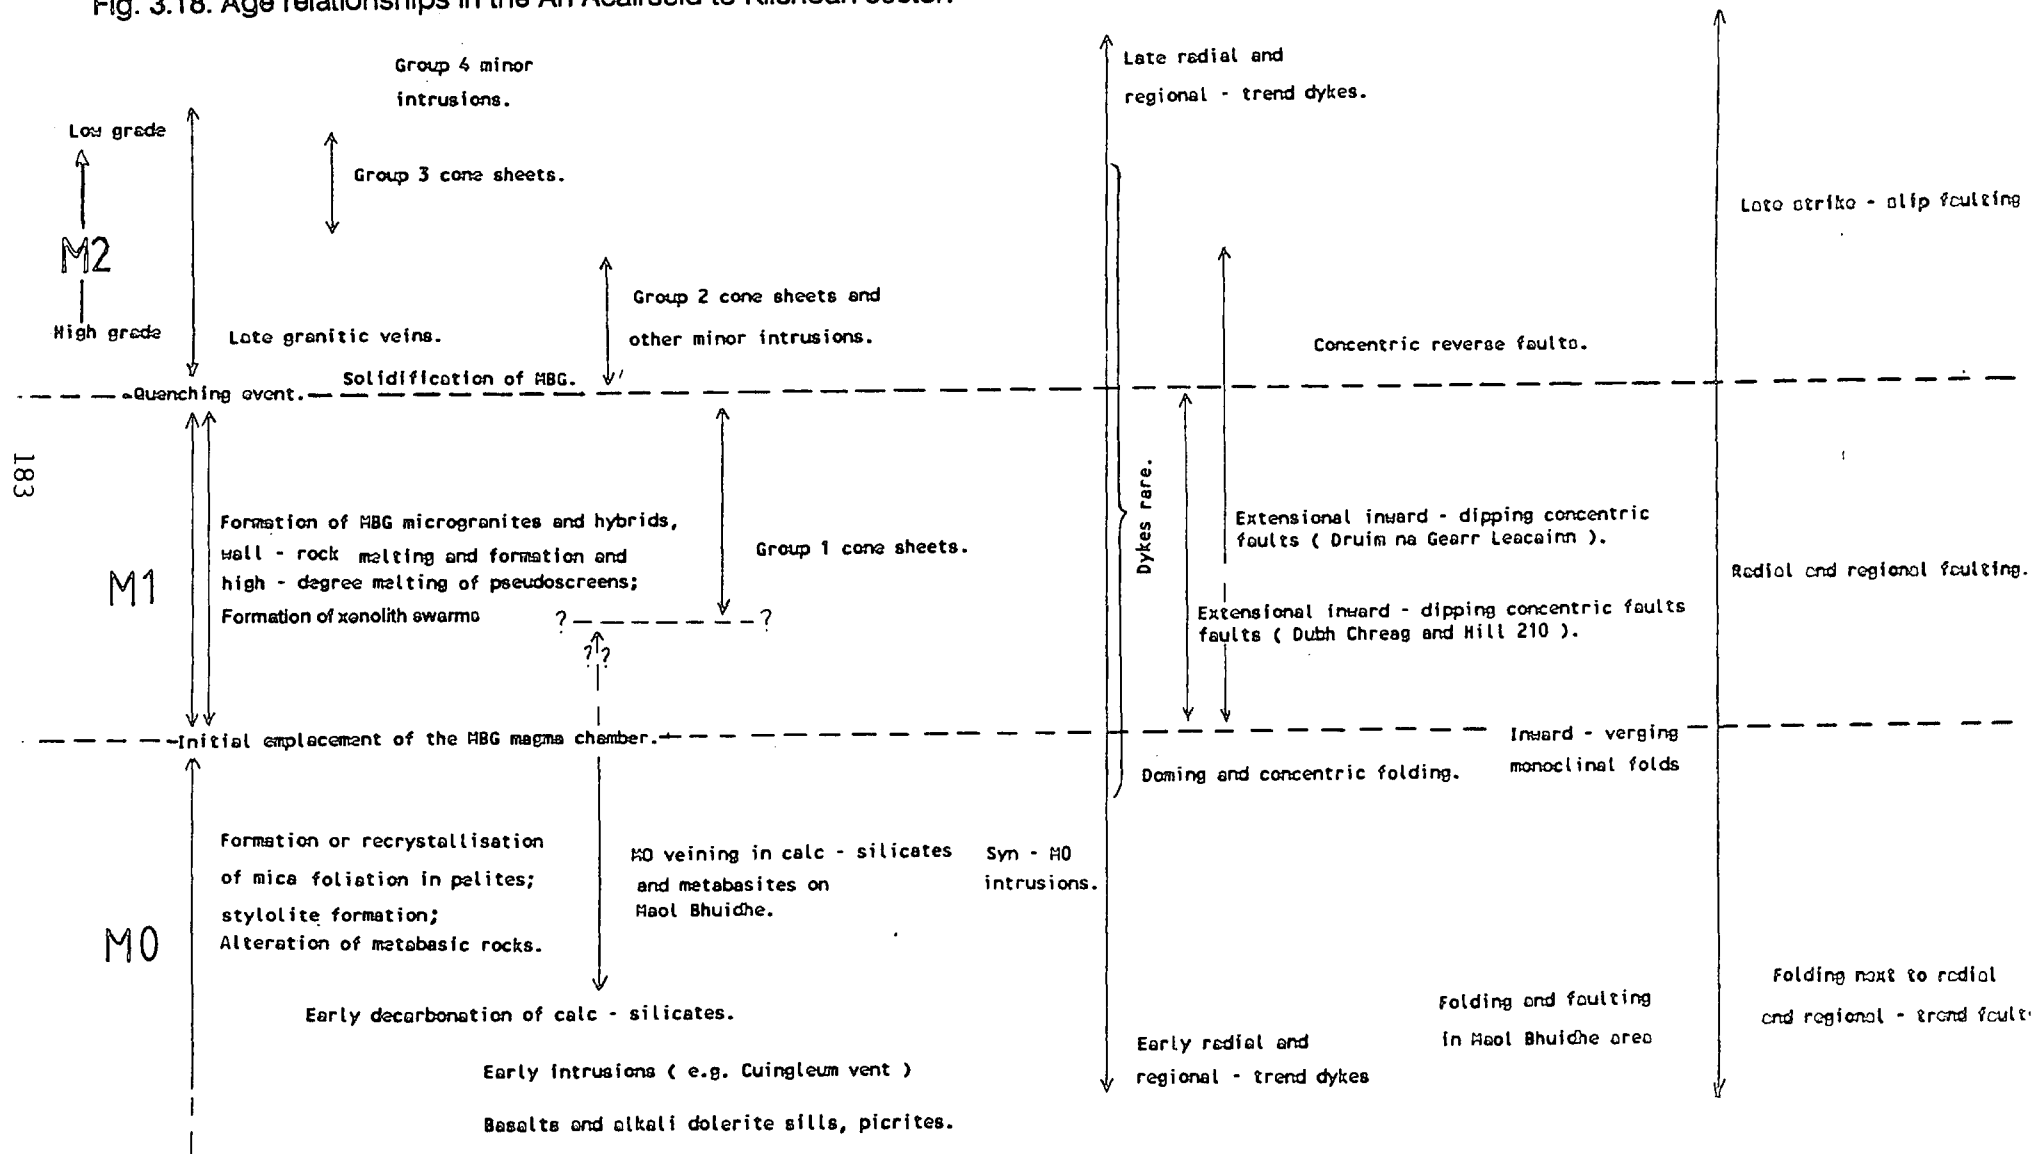 Fig. 3.18. Age relationships in the An Acairseid to Kilchoan sector.
Group 4 minor
intrusions.
Late radial and
regional - trend dykes.
Low grade
Group 3 cone sheets.
Late strike - slip faulting
M2
Group 2 cone sheets and
other minor intrusions.
High grade
Late granitic veins.
Concentric reverse faults.
Solidification of MBG.
Quenching event.
183
Formation of MBG microgranites and hybrids,
wall - rock melting and formation and
high - degree melting of pseudoscreens;
Formation of xenolith swarms
M1
Group 1 cone sheets.
? ?
??
Dykes rare.
Extensional inward - dipping concentric
faults ( Druim na Gearr Leacainn ).
Radial and regional faulting.
Extensional inward - dipping concentric faults
faults ( Dubh Chreag and Hill 210 ).
Initial emplacement of the MBG magma chamber.
Inward - verging
monoclinal folds
Doming and concentric folding.
Formation or recrystallisation
of mica foliation in pelites;
stylolite formation;
Alteration of metabasic rocks.
M0
M0 veining in calc - silicates
and metabasites on
Maol Bhuidhe.
Syn - M0
intrusions.
Early decarbonation of calc - silicates.
Folding and faulting
in Maol Bhuidhe area
Folding next to radial
and regional - trend fault
Early radial and
regional - trend dykes
Early intrusions ( e.g. Cuingleum vent )
Basalts and alkali dolerite sills, picrites.